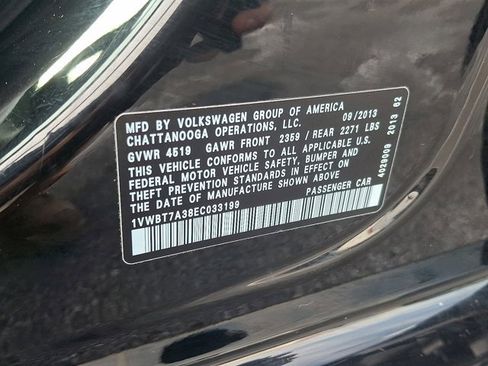 MFD BY VOLKSWAGEN GROUP OF AMERICA
CHATTANOOGA OPERATIONS, LLC. 09/2013
GVWR 4519 GAWR FRONT 2359 / REAR 2271 LBS
THIS VEHICLE CONFORMS TO ALL APPLICABLE U.S.
FEDERAL MOTOR VEHICLE SAFETY, BUMPER AND
THEFT PREVENTION STANDARDS IN EFFECT ON
THE DATE OF MANUFACTURE SHOWN ABOVE
1VWBT7A38EC033199 PASSENGER CAR
4029009 2013 62